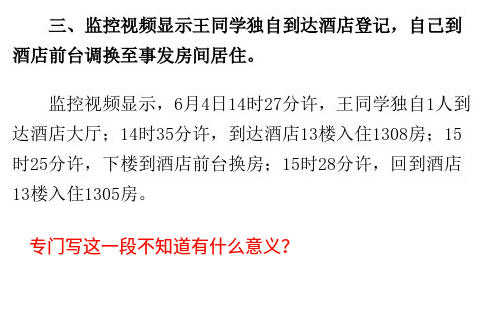 三、监控视频显示王同学独自到达酒店登记，自己到
酒店前台调换至事发房间居住。
监控视频显示，6月4日14时27分许，王同学独自1人到
达酒店大厅；14时35分许，到达酒店13楼入住1308房；15
时25分许，下楼到酒店前台换房；15时28分许，回到酒店
13楼入住1305房。
专门写这一段不知道有什么意义？